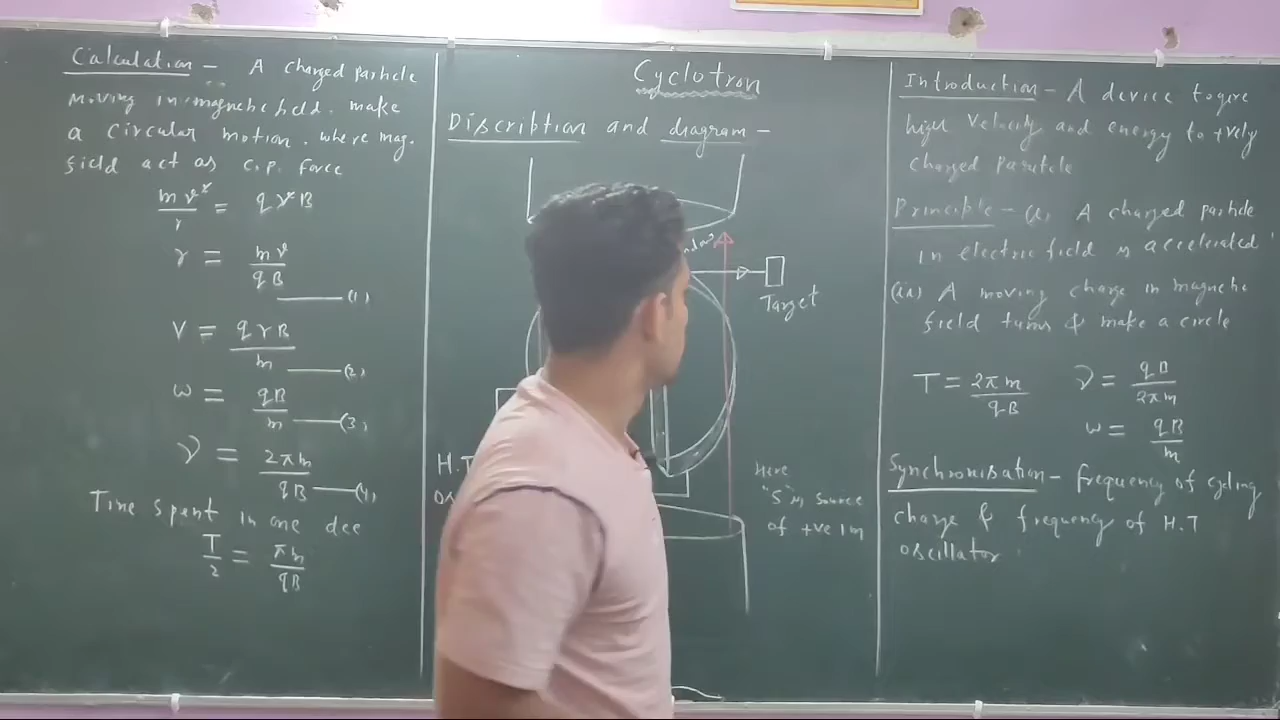 Calculation - A charged particle
moving in magnetic field. make
a circular motion. where mag.
field act as C.P. Force
mv²/r = qvB
r = mv/qB —(1)
V = qrB/m —(2)
w = qB/m —(3)
ν = 2πm/qB —(4)
Time spent in one dee
T/2 = πm/qB
Cyclotron
Discription and diagram -
Target
H.T
Here
"S" is source
of +ve Ion
Introduction - A device to give
high velocity and energy to +vely
charged particle
Principle - (i) A charged particle
in electric field is accelerated
(ii) A moving charge in magnetic
field turns & make a circle
T = 2πm/qB ν = qB/2πm
w = qB/m
Synchronisation - frequency of cycling
charge & frequency of H.T
oscillator